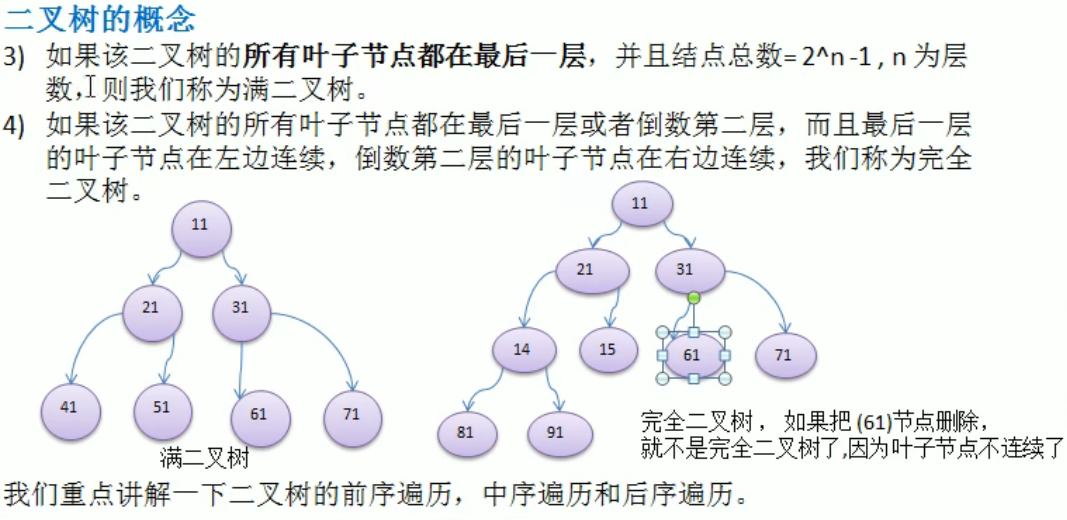 二叉树的概念
3) 如果该二叉树的所有叶子节点都在最后一层，并且结点总数= 2^n -1 , n 为层
数，则我们称为满二叉树。
4) 如果该二叉树的所有叶子节点都在最后一层或者倒数第二层，而且最后一层
的叶子节点在左边连续，倒数第二层的叶子节点在右边连续，我们称为完全
二叉树。
11
21
31
41
51
61
71
满二叉树
11
21
31
14
15
61
71
81
91
完全二叉树， 如果把 (61)节点删除，
就不是完全二叉树了,因为叶子节点不连续了
我们重点讲解一下二叉树的前序遍历，中序遍历和后序遍历。